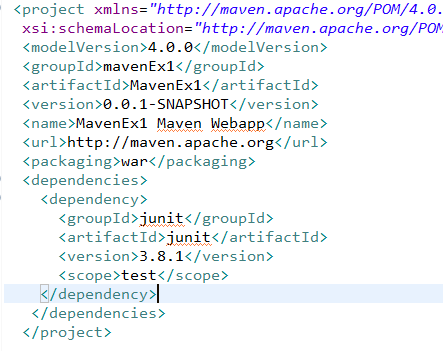 <project xmlns="http://maven.apache.org/POM/4.0.
xsi:schemaLocation="http://maven.apache.org/POM
<modelVersion>4.0.0</modelVersion>
<groupId>mavenEx1</groupId>
<artifactId>MavenEx1</artifactId>
<version>0.0.1-SNAPSHOT</version>
<name>MavenEx1 Maven Webapp</name>
<url>http://maven.apache.org</url>
<packaging>war</packaging>
<dependencies>
<dependency>
<groupId>junit</groupId>
<artifactId>junit</artifactId>
<version>3.8.1</version>
<scope>test</scope>
</dependency>
</dependencies>
</project>